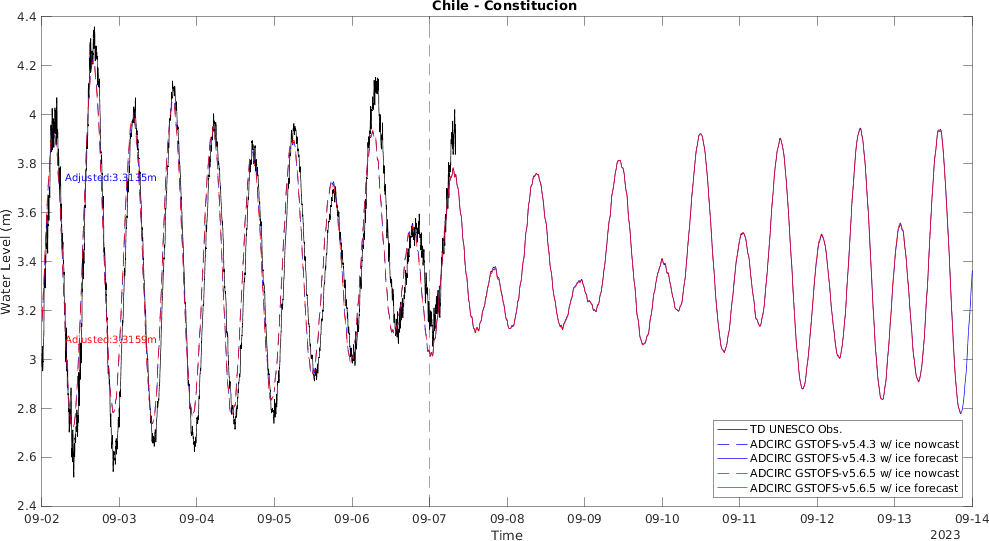 Chile - Constitucion
4.4
4.2
4
3.8
3.6
3.4
3.2
3
2.8
2.6
2.4
Water Level (m)
Adjusted:3.3135m
Adjusted:3.3159m
TD UNESCO Obs.
ADCIRC GSTOFS-v5.4.3 w/ ice nowcast
ADCIRC GSTOFS-v5.4.3 w/ ice forecast
ADCIRC GSTOFS-v5.6.5 w/ ice nowcast
ADCIRC GSTOFS-v5.6.5 w/ ice forecast
09-02 09-03 09-04 09-05 09-06 09-07 09-08 09-09 09-10 09-11 09-12 09-13 09-14
Time
2023